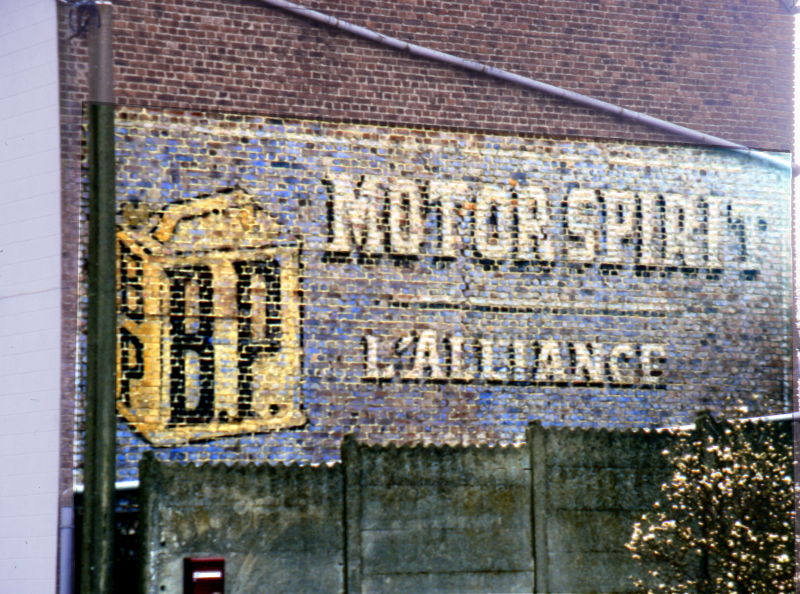 MOTOR SPIRIT
B.P.
L'ALLIANCE